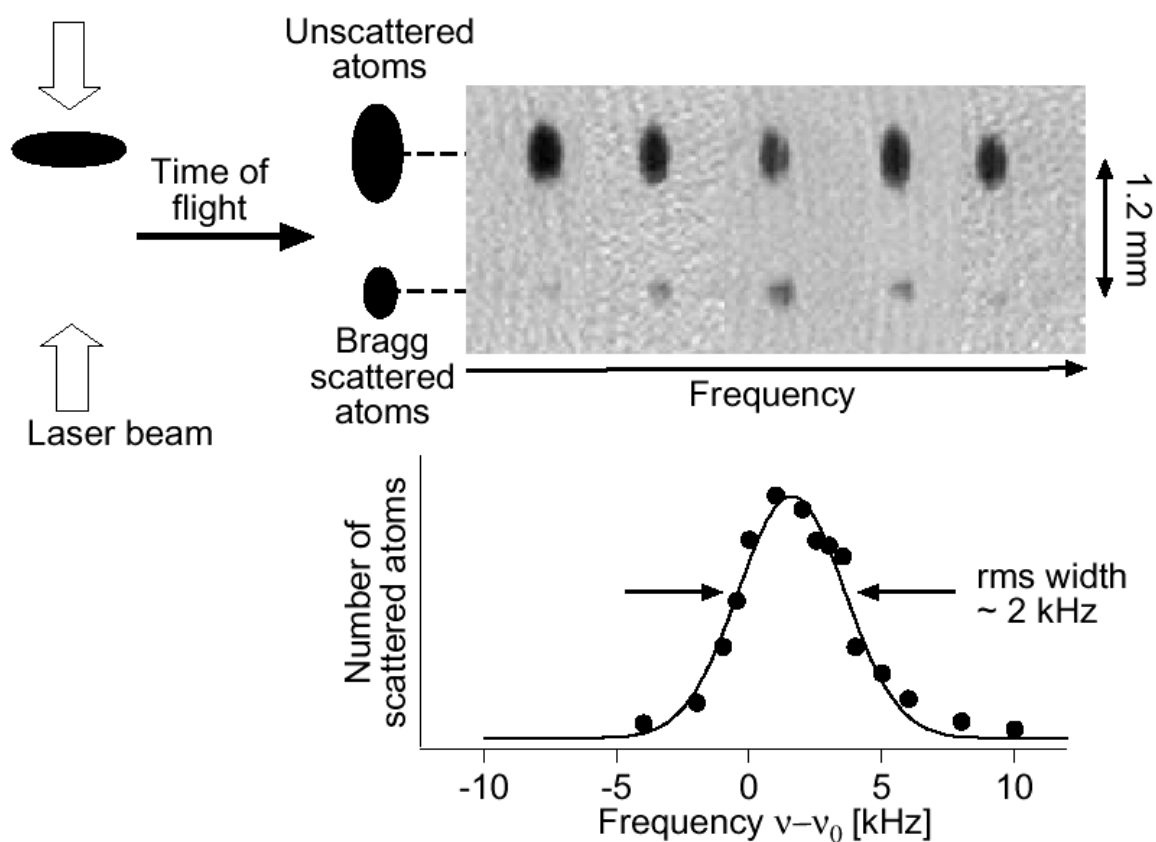 Unscattered
atoms
Time of
flight
1.2 mm
Bragg
scattered
atoms
Frequency
Laser beam
Number of
scattered atoms
rms width
~ 2 kHz
-10 -5 0 5 10
Frequency ν–ν₀ [kHz]